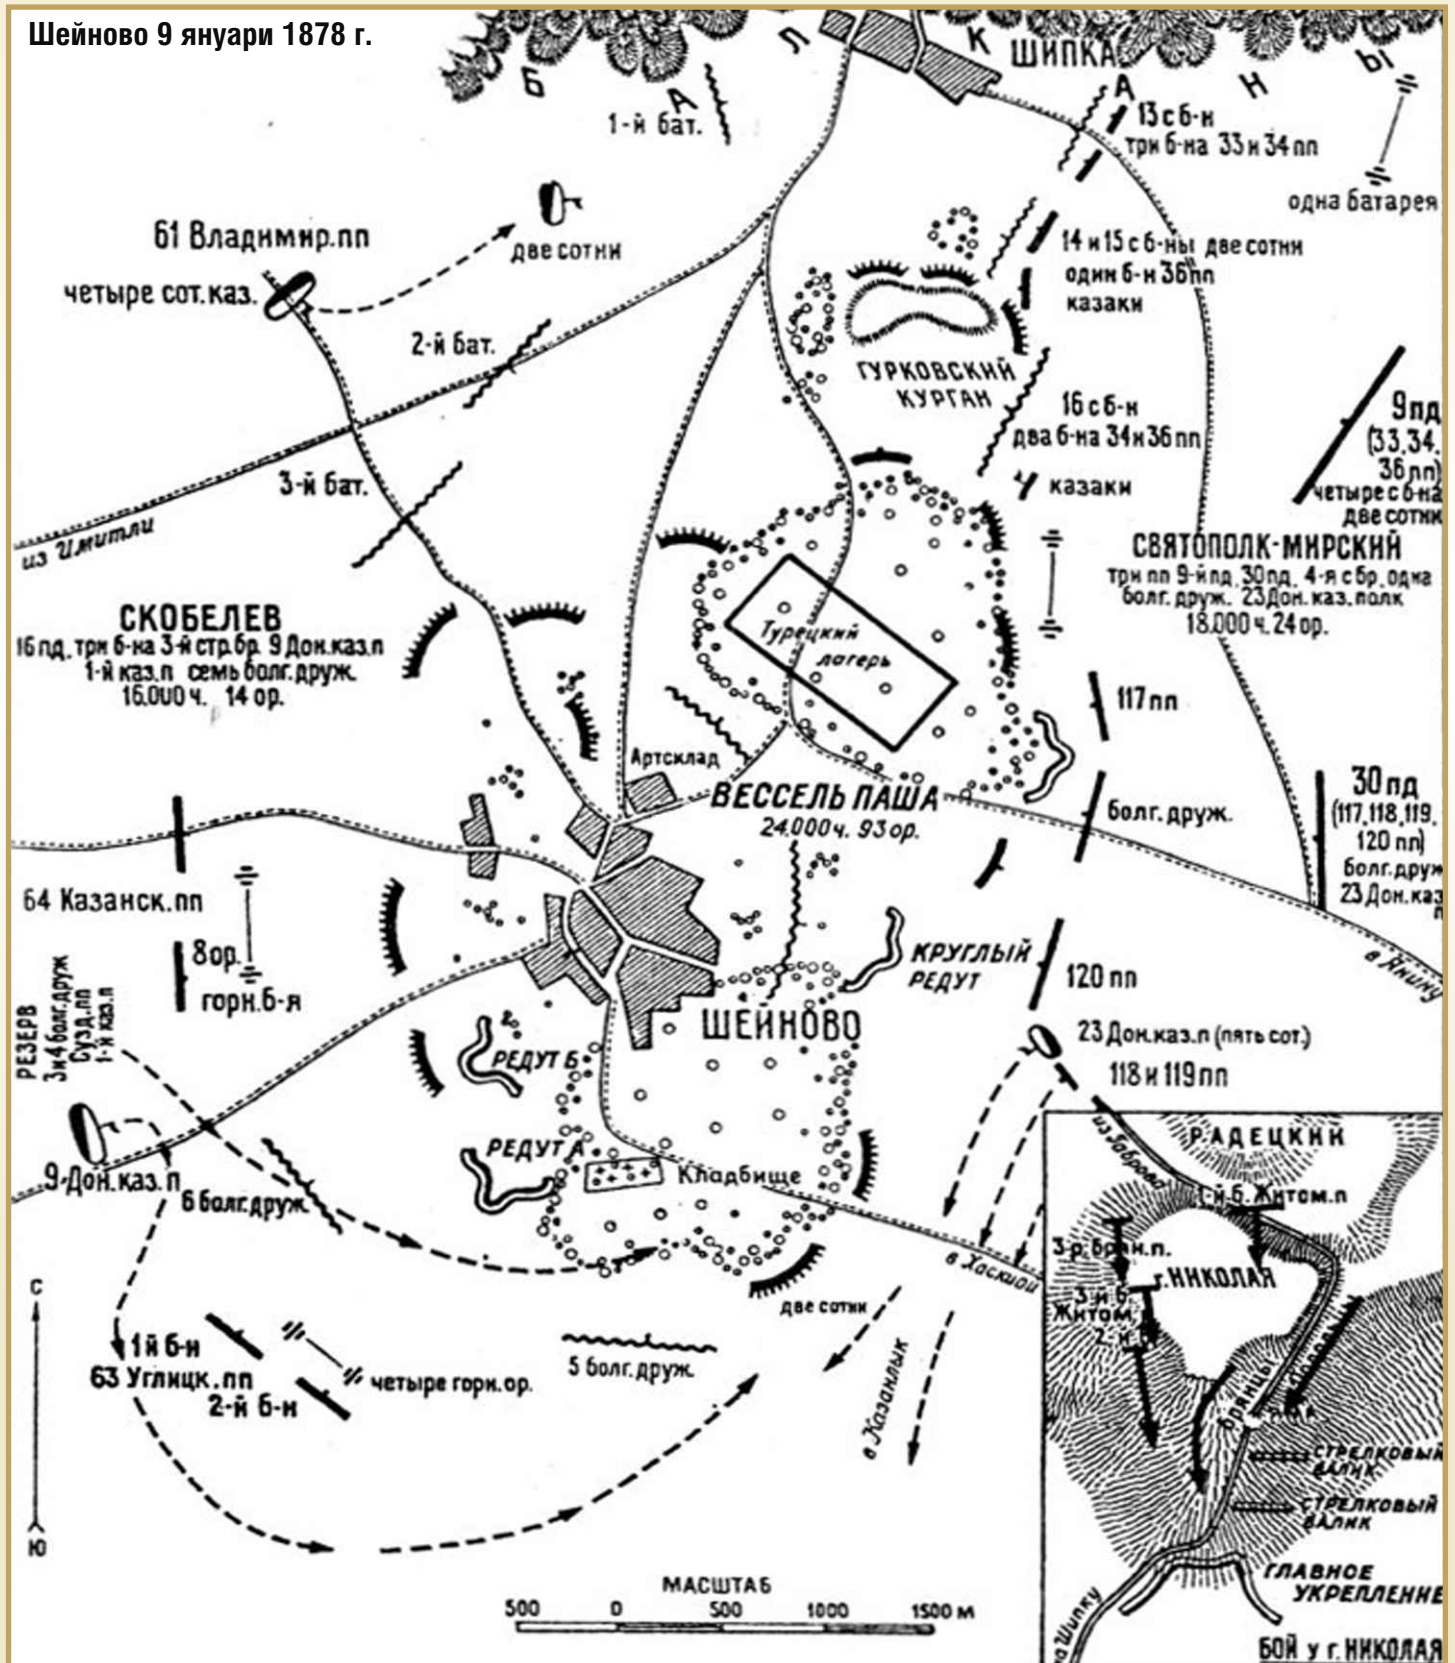 Шейново 9 януари 1878 г.
Б А Л К А Н Ы
ШИПКА
1-й бат.
13 с б-н
три б-на 33 и 34 пп
одна батарея
61 Владимир.пп
четыре сот. каз.
две сотни
14 и 15 с б-ны две сотни
один б-н 36 пп
казаки
2-й бат.
ГУРКОВСКИЙ
КУРГАН
16 с б-н
два б-на 34 и 36 пп
казаки
9 пд
(33,34,
36 пп)
четыре с б-на
две сотни
3-й бат.
из Имитли
СВЯТОПОЛК-МИРСКИЙ
три пп 9-й пд, 30 пд, 4-я с бр, одна
болг. друж. 23 Дон. каз. полк
18.000 ч. 24 ор.
СКОБЕЛЕВ
16 пд, три б-на 3-й стр. бр. 9 Дон. каз. п
1-й каз. п семь болг. друж.
16.000 ч. 14 ор.
Турецкий
лагерь
117 пп
Артсклад
ВЕССЕЛЬ ПАША
24.000 ч. 93 ор.
болг. друж.
30 пд
(117,118,119,
120 пп)
болг. друж
23 Дон. каз
п
64 Казанск. пп
8 ор.
горн. б-я
КРУГЛЫЙ
РЕДУТ
120 пп
в Янину
РЕЗЕРВ
3 и 4 болг. друж
Сузд. пп
1-й каз. п
ШЕЙНОВО
23 Дон. каз. п (пять сот.)
118 и 119 пп
РЕДУТ Б
РЕДУТ А
Кладбище
9-Дон. каз. п
6 болг. друж.
в Хаскиой
две сотни
С
Ю
1й б-н
63 Углицк. пп
2-й б-н
четыре горн. ор.
5 болг. друж.
в Казанлык
МАСШТАБ
500 0 500 1000 1500 м
из Габрово
РАДЕЦКИЙ
1-й б. Житом. п
3-р. Брян. п.
г. НИКОЛАЯ
3 й б.
Житом.
2-й
Брянцы
СТРЕЛКОВЫЙ
ВАЛИК
СТРЕЛКОВЫЙ
ВАЛИК
ГЛАВНОЕ
УКРЕПЛЕНИЕ
на Шипку
БОЙ у г. НИКОЛАЯ